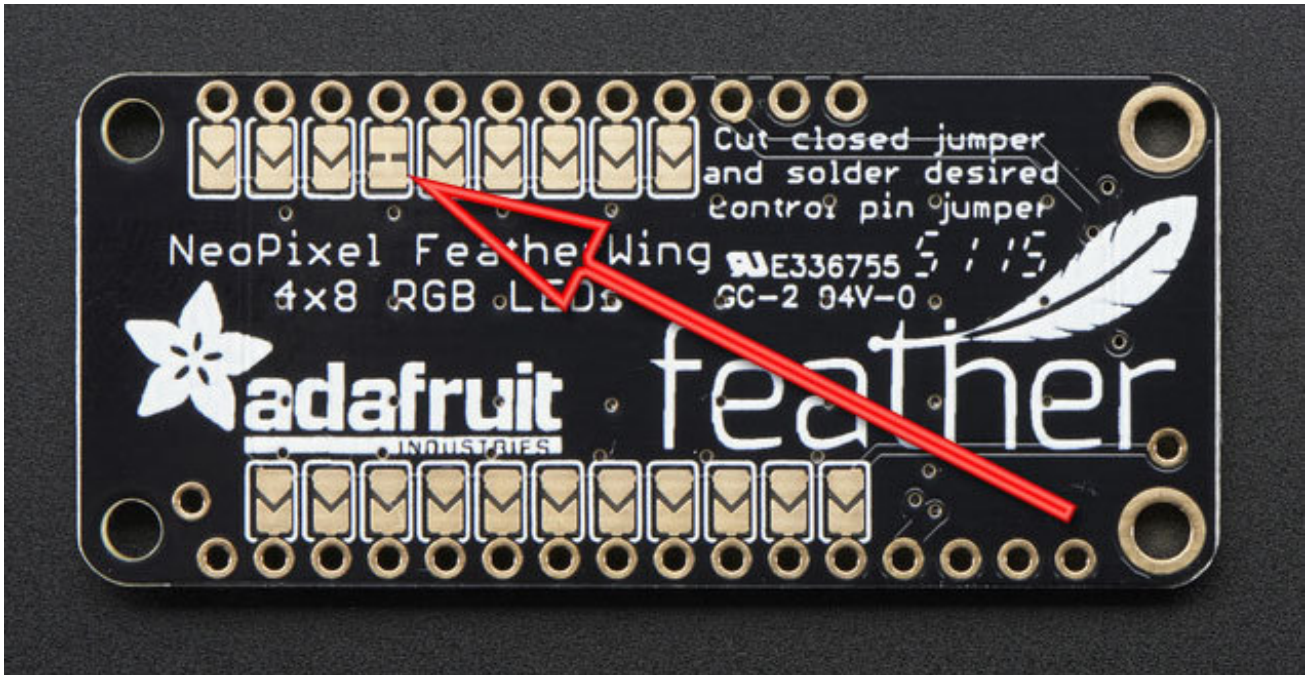 Cut closed jumper
and solder desired
control pin jumper
NeoPixel FeatherWing
4x8 RGB LEDs
E336755 5115
GC-2 94V-0
adafruit
INDUSTRIES
feather